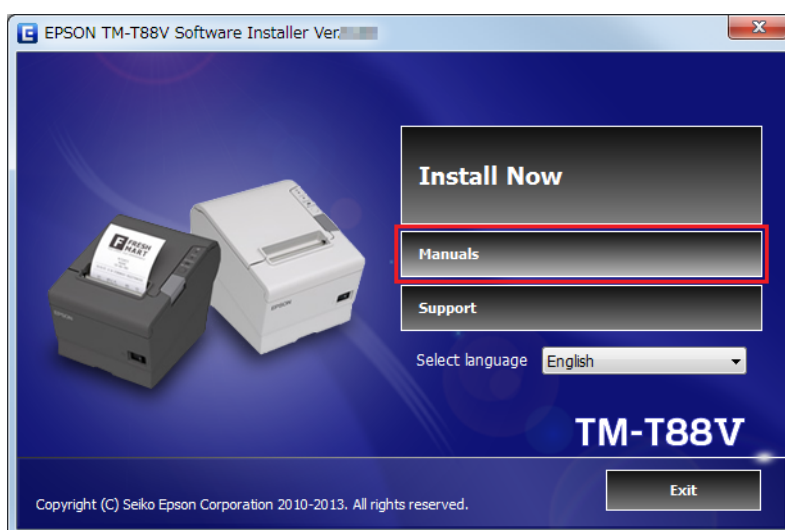 EPSON TM-T88V Software Installer Ver.
Install Now
FRESH
MART
EPSON
EPSON
Manuals
Support
Select language English
TM-T88V
Exit
Copyright (C) Seiko Epson Corporation 2010-2013. All rights reserved.